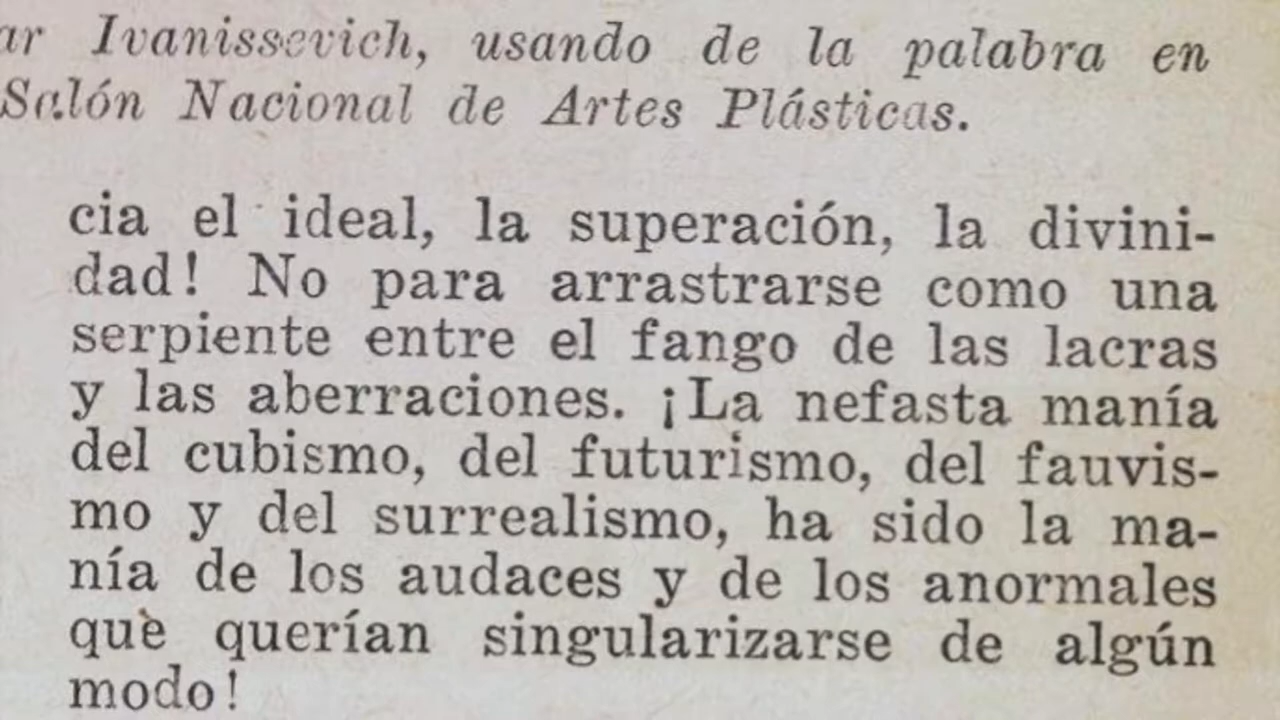 ar Ivanissevich, usando de la palabra en
Salón Nacional de Artes Plásticas.
cia el ideal, la superación, la divini-
dad! No para arrastrarse como una
serpiente entre el fango de las lacras
y las aberraciones. ¡La nefasta manía
del cubismo, del futurismo, del fauvis-
mo y del surrealismo, ha sido la ma-
nía de los audaces y de los anormales
que querían singularizarse de algún
modo!